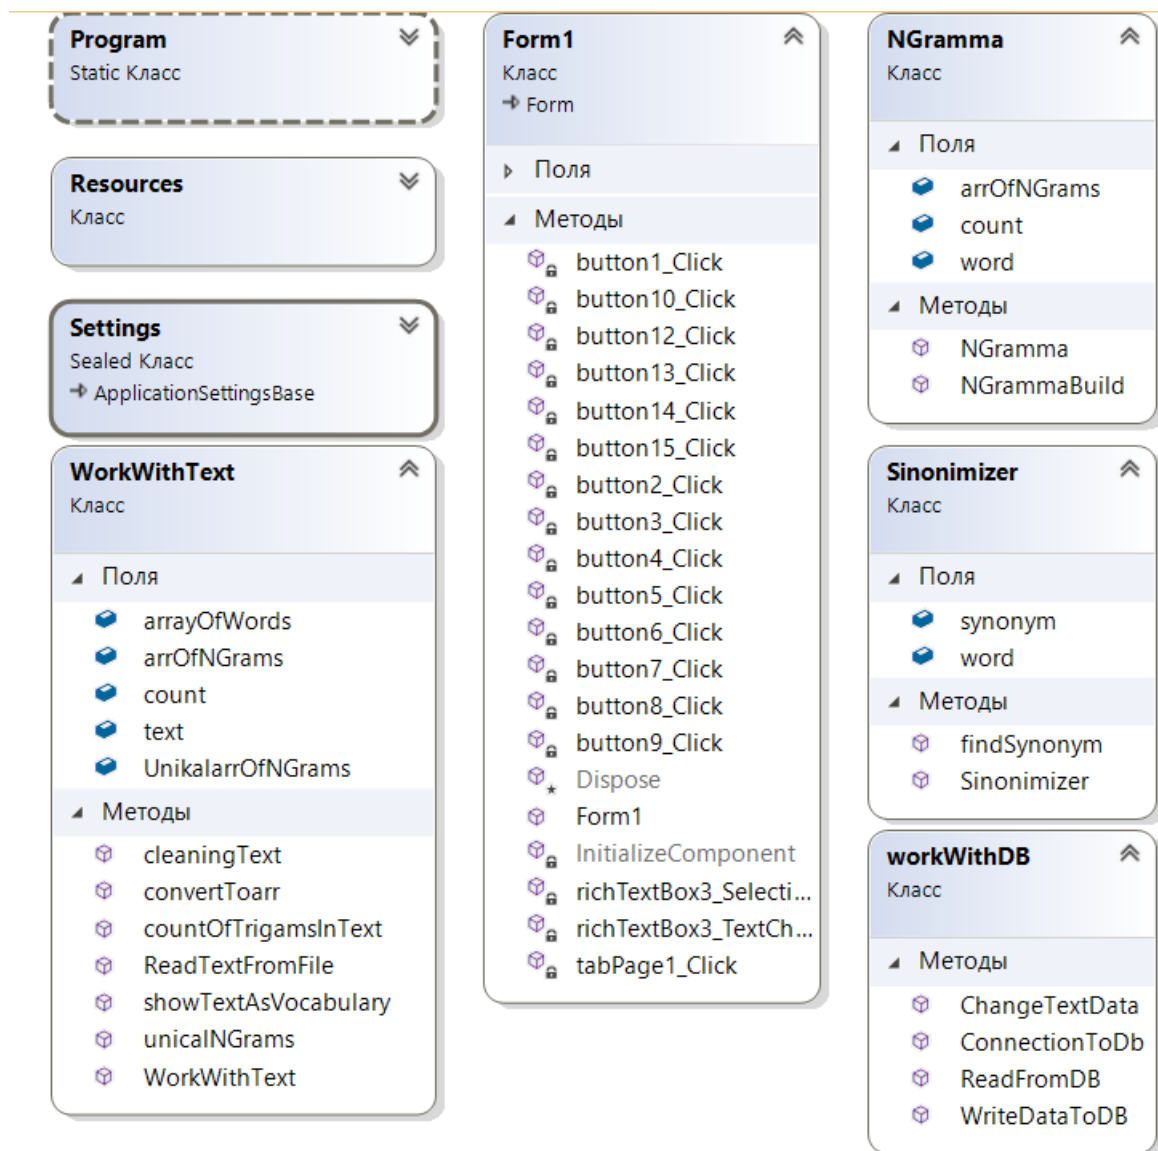 Program
Static Класс
Resources
Класс
Settings
Sealed Класс
ApplicationSettingsBase
WorkWithText
Класс
Поля
arrayOfWords
arrOfNGrams
count
text
UnikalarrOfNGrams
Методы
cleaningText
convertToarr
countOfTrigamsInText
ReadTextFromFile
showTextAsVocabulary
unicalNGrams
WorkWithText
Form1
Класс
Form
Поля
Методы
button1_Click
button10_Click
button12_Click
button13_Click
button14_Click
button15_Click
button2_Click
button3_Click
button4_Click
button5_Click
button6_Click
button7_Click
button8_Click
button9_Click
Dispose
Form1
InitializeComponent
richTextBox3_Selecti...
richTextBox3_TextCh...
tabPage1_Click
NGramma
Класс
Поля
arrOfNGrams
count
word
Методы
NGramma
NGrammaBuild
Sinonimizer
Класс
Поля
synonym
word
Методы
findSynonym
Sinonimizer
workWithDB
Класс
Методы
ChangeTextData
ConnectionToDb
ReadFromDB
WriteDataToDB